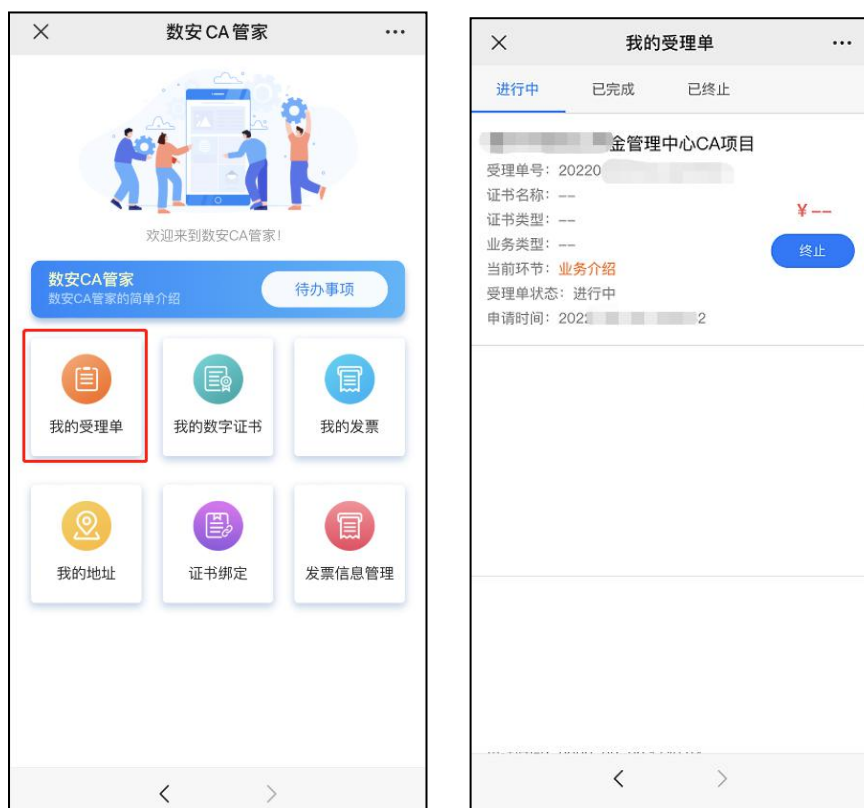 数安CA管家
欢迎来到数安CA管家!
数安CA管家
数安CA管家的简单介绍
待办事项
我的受理单
我的数字证书
我的发票
我的地址
证书绑定
发票信息管理
我的受理单
进行中 已完成 已终止
金管理中心CA项目
受理单号: 20220
证书名称: --
证书类型: --
¥ --
业务类型: --
终止
当前环节: 业务介绍
受理单状态: 进行中
申请时间: 202 2